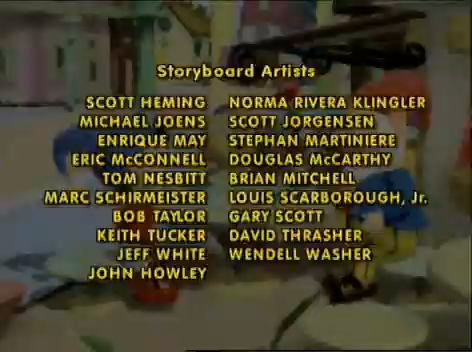 Storyboard Artists
SCOTT HEMING NORMA RIVERA KLINGLER
MICHAEL JOENS SCOTT JORGENSEN
ENRIQUE MAY STEPHAN MARTINIERE
ERIC McCONNELL DOUGLAS McCARTHY
TOM NESBITT BRIAN MITCHELL
MARC SCHIRMEISTER LOUIS SCARBOROUGH, Jr.
BOB TAYLOR GARY SCOTT
KEITH TUCKER DAVID THRASHER
JEFF WHITE WENDELL WASHER
JOHN HOWLEY